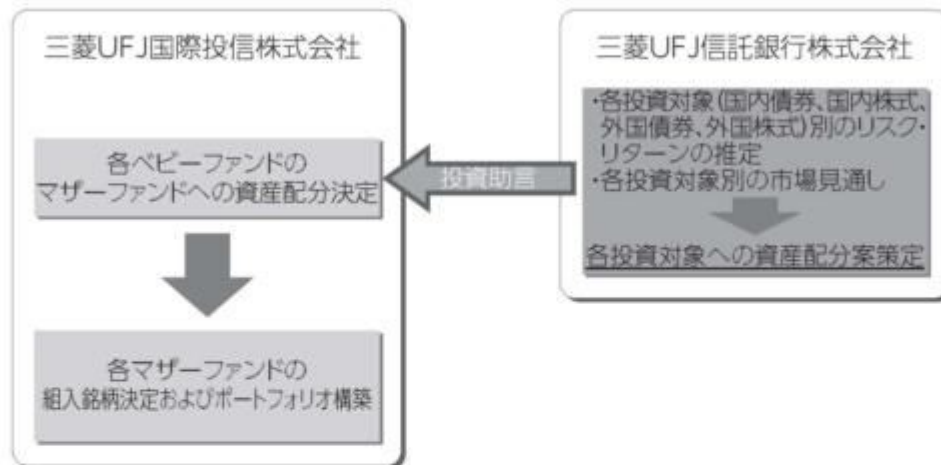 三菱UFJ国際投信株式会社
各ベビーファンドの
マザーファンドへの資産配分決定
各マザーファンドの
組入銘柄決定およびポートフォリオ構築
投資助言
三菱UFJ信託銀行株式会社
・各投資対象(国内債券、国内株式、
外国債券、外国株式)別のリスク・
リターンの推定
・各投資対象別の市場見通し
各投資対象への資産配分案策定